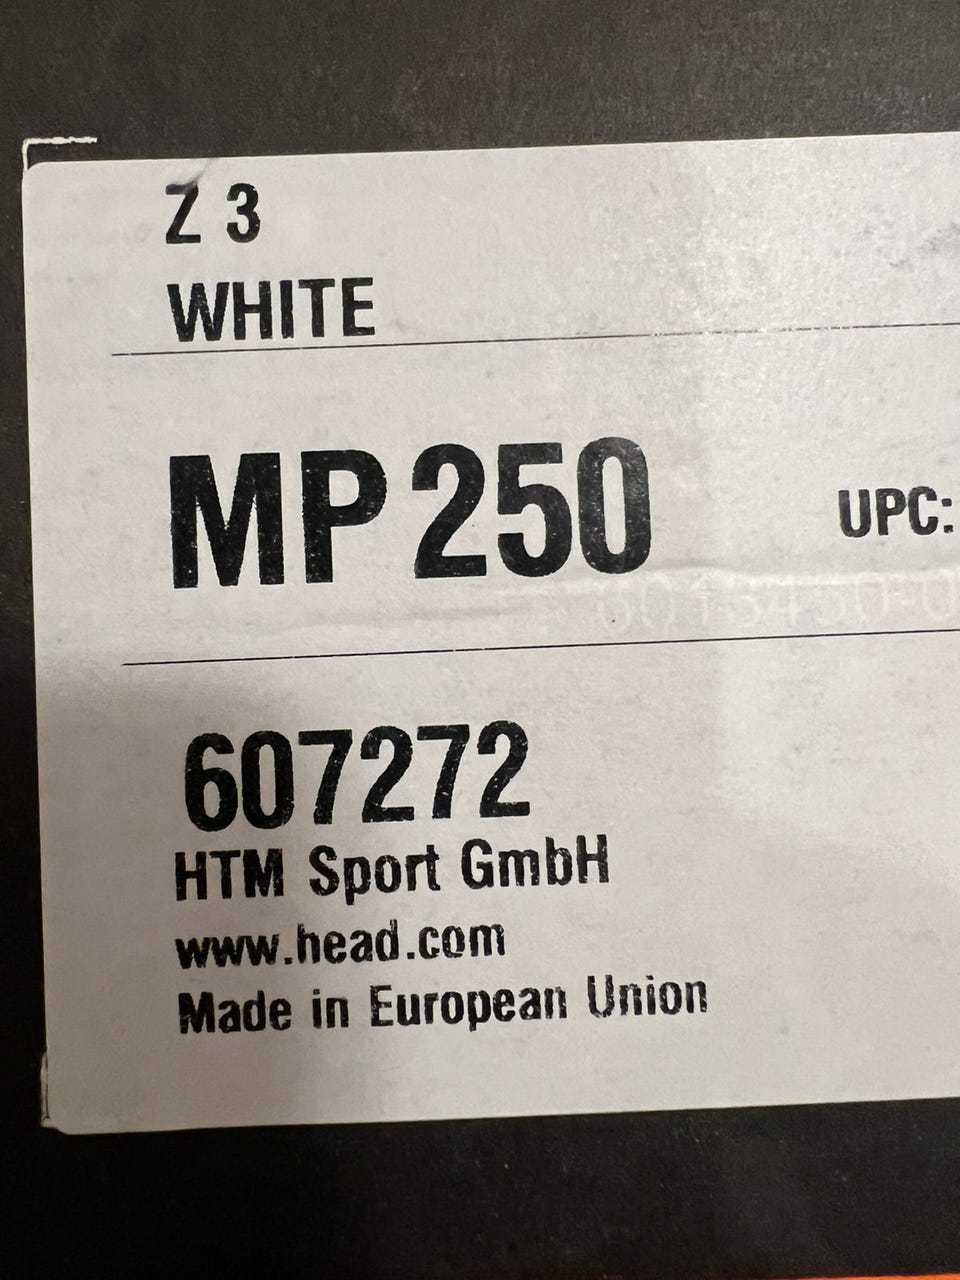 Z 3
WHITE
MP 250
UPC:
607272
HTM Sport GmbH
www.head.com
Made in European Union